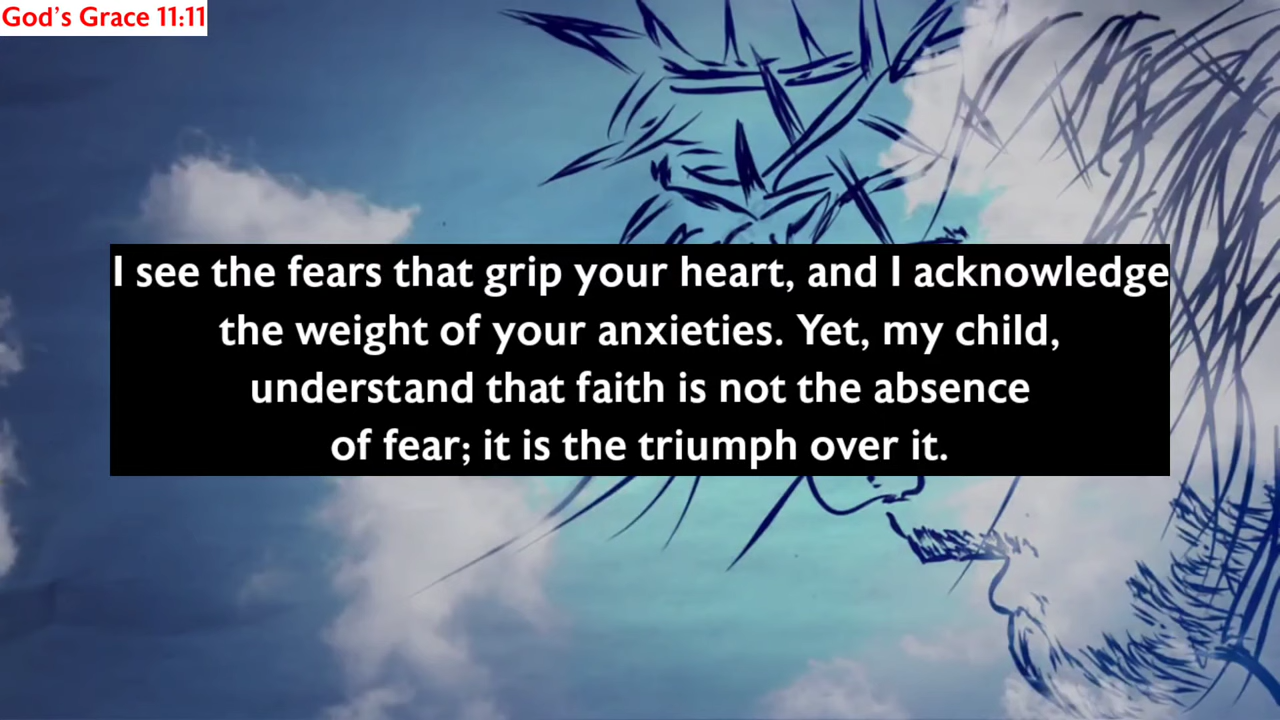 God's Grace 11:11
I see the fears that grip your heart, and I acknowledge
the weight of your anxieties. Yet, my child,
understand that faith is not the absence
of fear; it is the triumph over it.